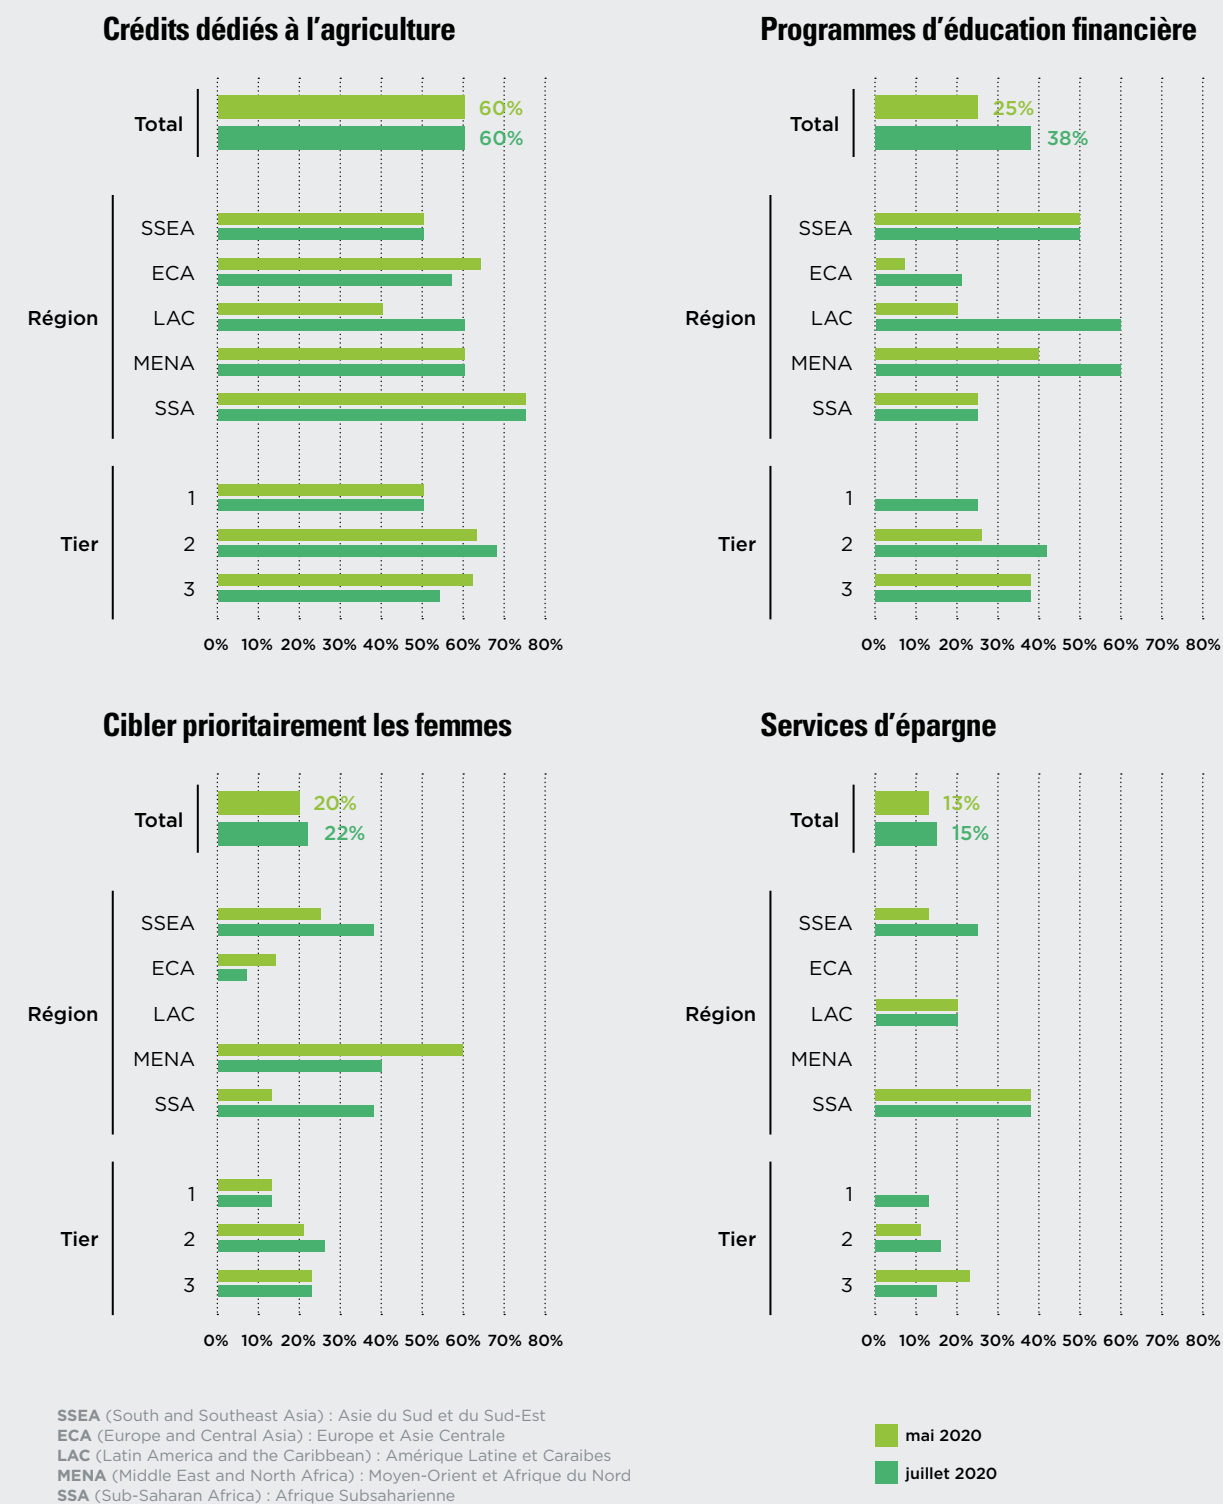 Crédits dédiés à l’agriculture
Total
60%
60%
Région
SSEA
ECA
LAC
MENA
SSA
Tier
1
2
3
0% 10% 20% 30% 40% 50% 60% 70% 80%
Programmes d’éducation financière
Total
25%
38%
Région
SSEA
ECA
LAC
MENA
SSA
Tier
1
2
3
0% 10% 20% 30% 40% 50% 60% 70% 80%
Cibler prioritairement les femmes
Total
20%
22%
Région
SSEA
ECA
LAC
MENA
SSA
Tier
1
2
3
0% 10% 20% 30% 40% 50% 60% 70% 80%
Services d’épargne
Total
13%
15%
Région
SSEA
ECA
LAC
MENA
SSA
Tier
1
2
3
0% 10% 20% 30% 40% 50% 60% 70% 80%
SSEA (South and Southeast Asia) : Asie du Sud et du Sud-Est
ECA (Europe and Central Asia) : Europe et Asie Centrale
LAC (Latin America and the Caribbean) : Amérique Latine et Caraibes
MENA (Middle East and North Africa) : Moyen-Orient et Afrique du Nord
SSA (Sub-Saharan Africa) : Afrique Subsaharienne
mai 2020
juillet 2020